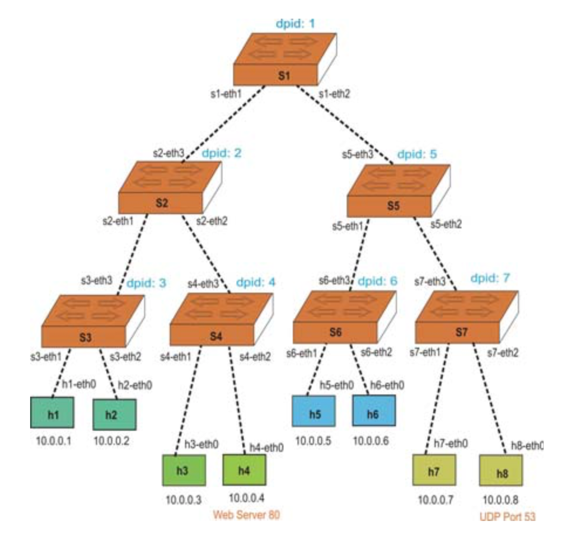 dpid: 1
S1
s1-eth1 s1-eth2
s2-eth3 dpid: 2 s5-eth3 dpid: 5
S2 S5
s2-eth1 s2-eth2 s5-eth1 s5-eth2
s3-eth3 dpid: 3 s4-eth3 dpid: 4 s6-eth3 dpid: 6 s7-eth3 dpid: 7
S3 S4 S6 S7
s3-eth1 s3-eth2 s4-eth1 s4-eth2 s6-eth1 s6-eth2 s7-eth1 s7-eth2
h1-eth0 h2-eth0 h5-eth0 h6-eth0
h1 h2 h5 h6
10.0.0.1 10.0.0.2 10.0.0.5 10.0.0.6
h3-eth0 h4-eth0 h7-eth0 h8-eth0
h3 h4 h7 h8
10.0.0.3 10.0.0.4 10.0.0.7 10.0.0.8
Web Server 80 UDP Port 53